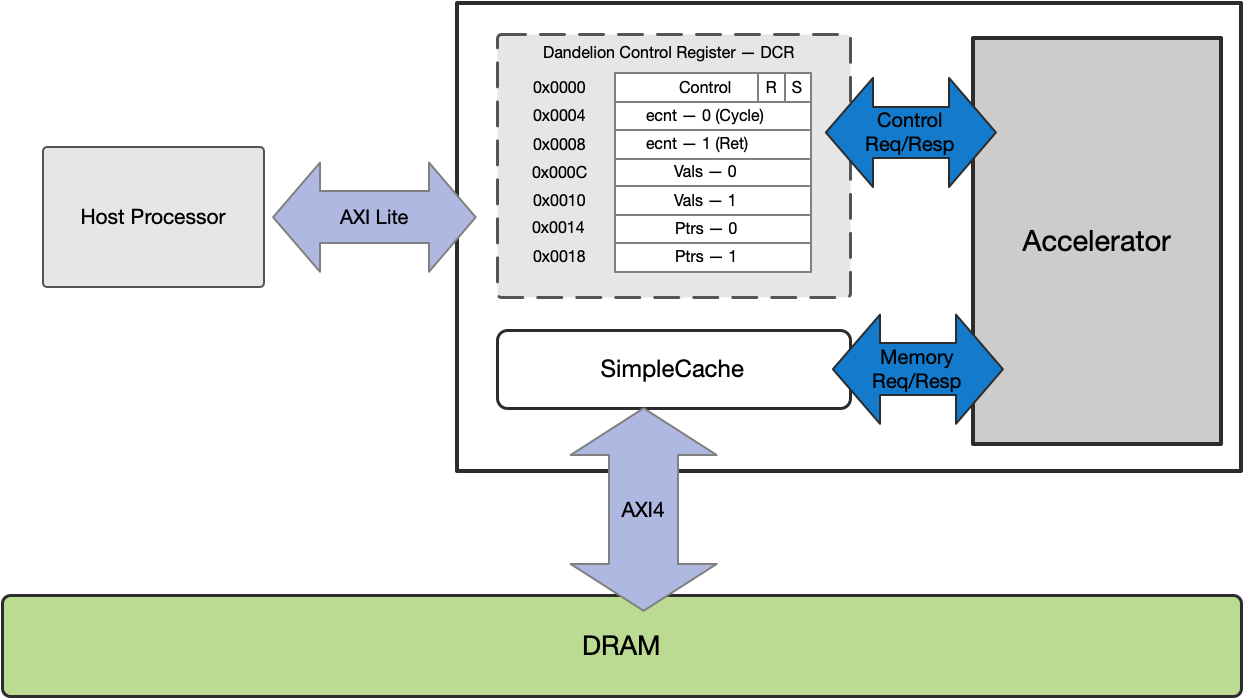 Dandelion Control Register — DCR
0x0000 Control R S
0x0004 ecnt — 0 (Cycle)
0x0008 ecnt — 1 (Ret)
0x000C Vals — 0
0x0010 Vals — 1
0x0014 Ptrs — 0
0x0018 Ptrs — 1
Control
Req/Resp
Host Processor
AXI Lite
Accelerator
SimpleCache
Memory
Req/Resp
AXI4
DRAM